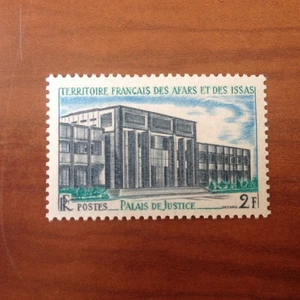 TERRITOIRE FRANÇAIS DES AFARS ET DES ISSAS
RF POSTES PALAIS DE JUSTICE 2F